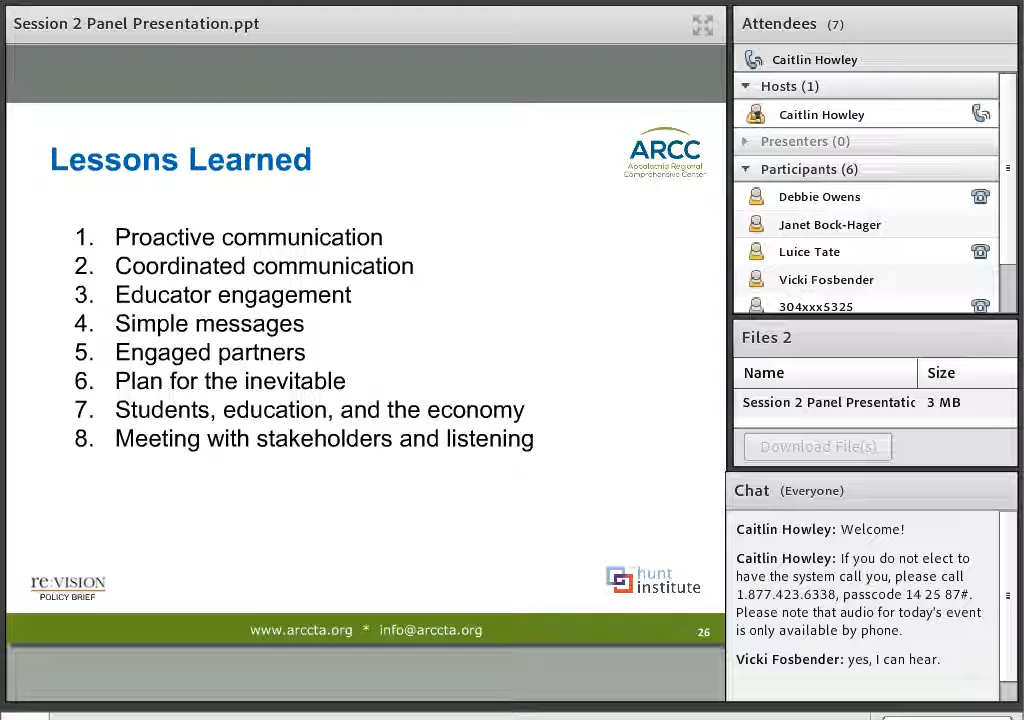 Session 2 Panel Presentation.ppt
Lessons Learned
ARCC
Appalachia Regional
Comprehensive Center
1. Proactive communication
2. Coordinated communication
3. Educator engagement
4. Simple messages
5. Engaged partners
6. Plan for the inevitable
7. Students, education, and the economy
8. Meeting with stakeholders and listening
re:VISION
POLICY BRIEF
the hunt
institute
www.arccta.org * info@arccta.org
26
Attendees (7)
Caitlin Howley
Hosts (1)
Caitlin Howley
Presenters (0)
Participants (6)
Debbie Owens
Janet Bock-Hager
Luice Tate
Vicki Fosbender
304xxx5325
Files 2
Name Size
Session 2 Panel Presentatic 3 MB
Download File(s)
Chat (Everyone)
Caitlin Howley: Welcome!
Caitlin Howley: If you do not elect to
have the system call you, please call
1.877.423.6338, passcode 14 25 87#.
Please note that audio for today's event
is only available by phone.
Vicki Fosbender: yes, I can hear.